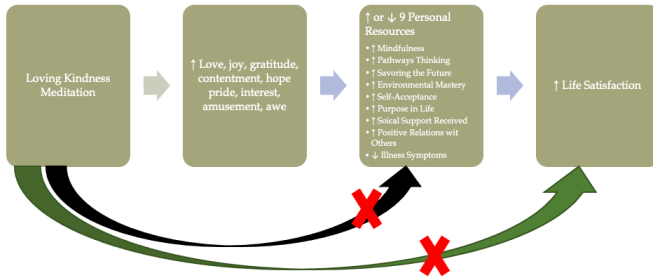 Loving Kindness
Meditation
↑ Love, joy, gratitude,
contentment, hope
pride, interest,
amusement, awe
↑ or ↓ 9 Personal
Resources
• ↑ Mindfulness
• ↑ Pathways Thinking
• ↑ Savoring the Future
• ↑ Environmental Mastery
• ↑ Self-Acceptance
• ↑ Purpose in Life
• ↑ Soical Support Received
• ↑ Positive Relations wit
Others
• ↓ Illness Symptoms
↑ Life Satisfaction